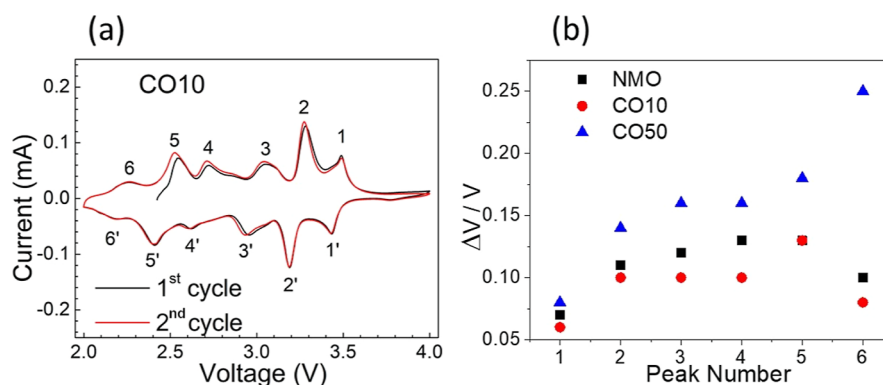 (a)
CO10
0.2
0.1
0.0
-0.1
-0.2
Current (mA)
1
2
3
4
5
6
1'
2'
3'
4'
5'
6'
1st cycle
2nd cycle
2.0 2.5 3.0 3.5 4.0
Voltage (V)
(b)
NMO
CO10
CO50
0.25
0.20
0.15
0.10
0.05
ΔV / V
1 2 3 4 5 6
Peak Number